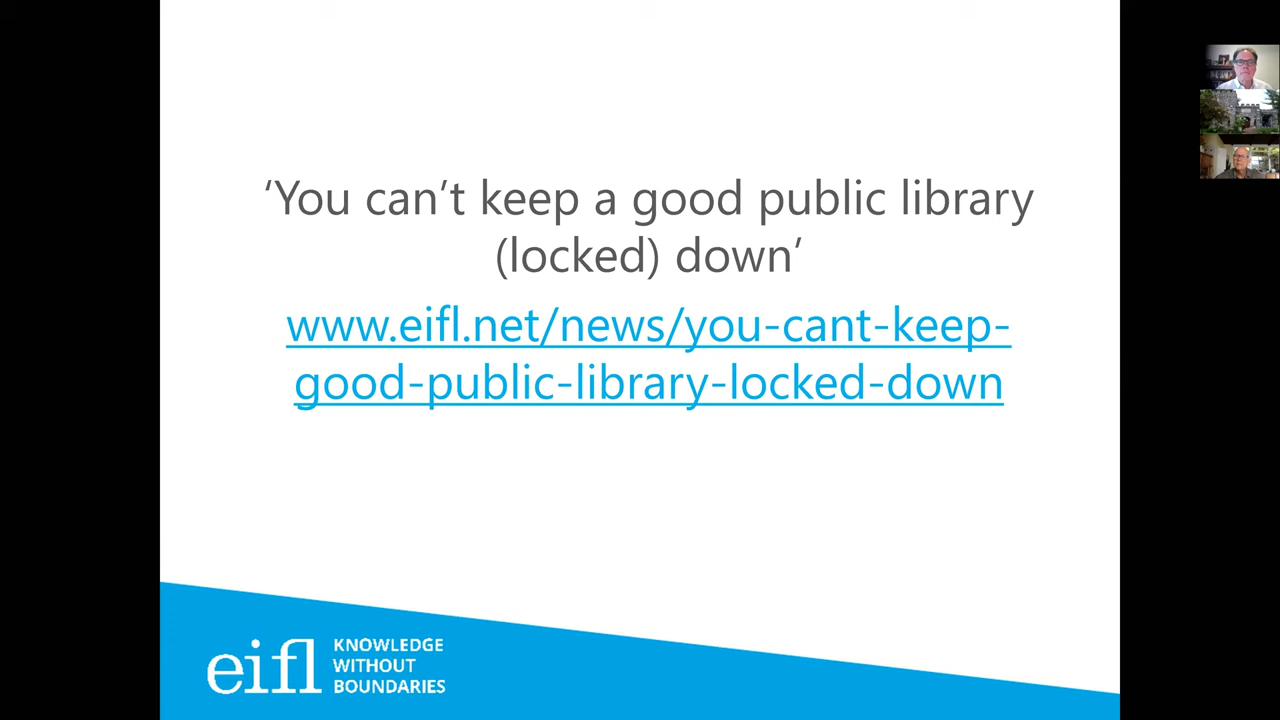 ‘You can’t keep a good public library
(locked) down’
www.eifl.net/news/you-cant-keep-
good-public-library-locked-down
eifl
KNOWLEDGE
WITHOUT
BOUNDARIES